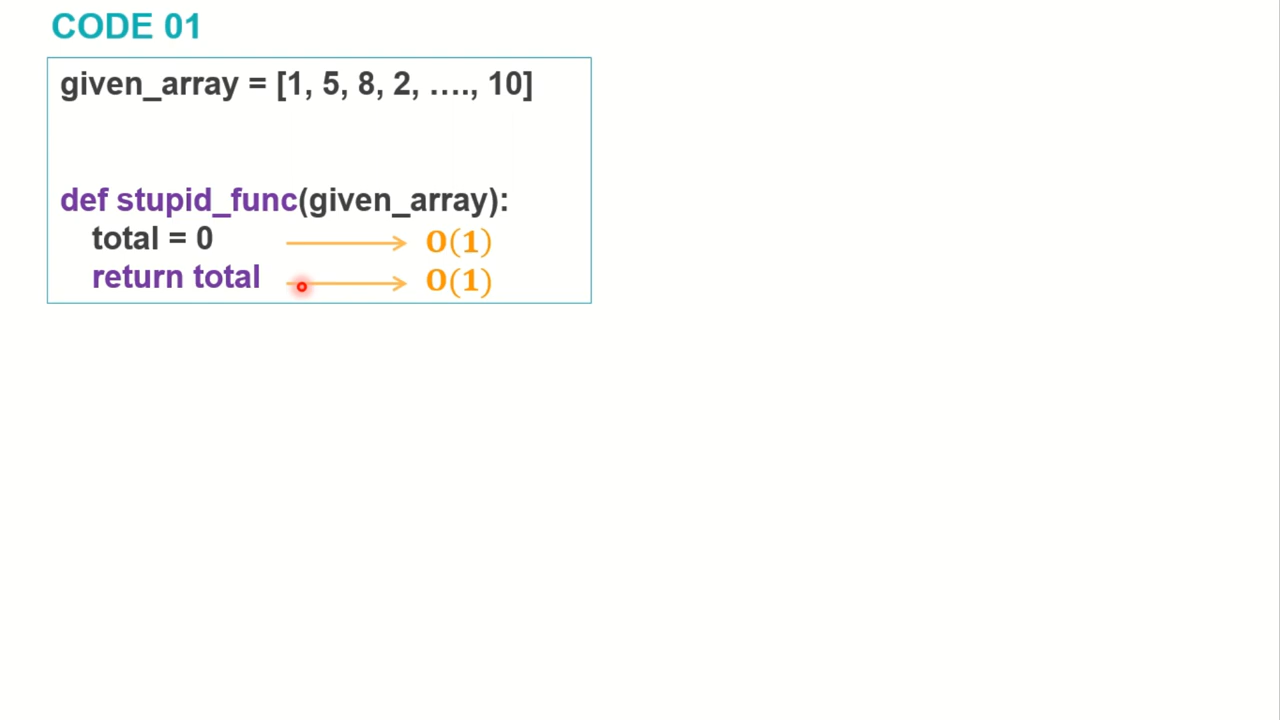 CODE 01
given_array = [1, 5, 8, 2, …., 10]
def stupid_func(given_array):
total = 0 O(1)
return total O(1)